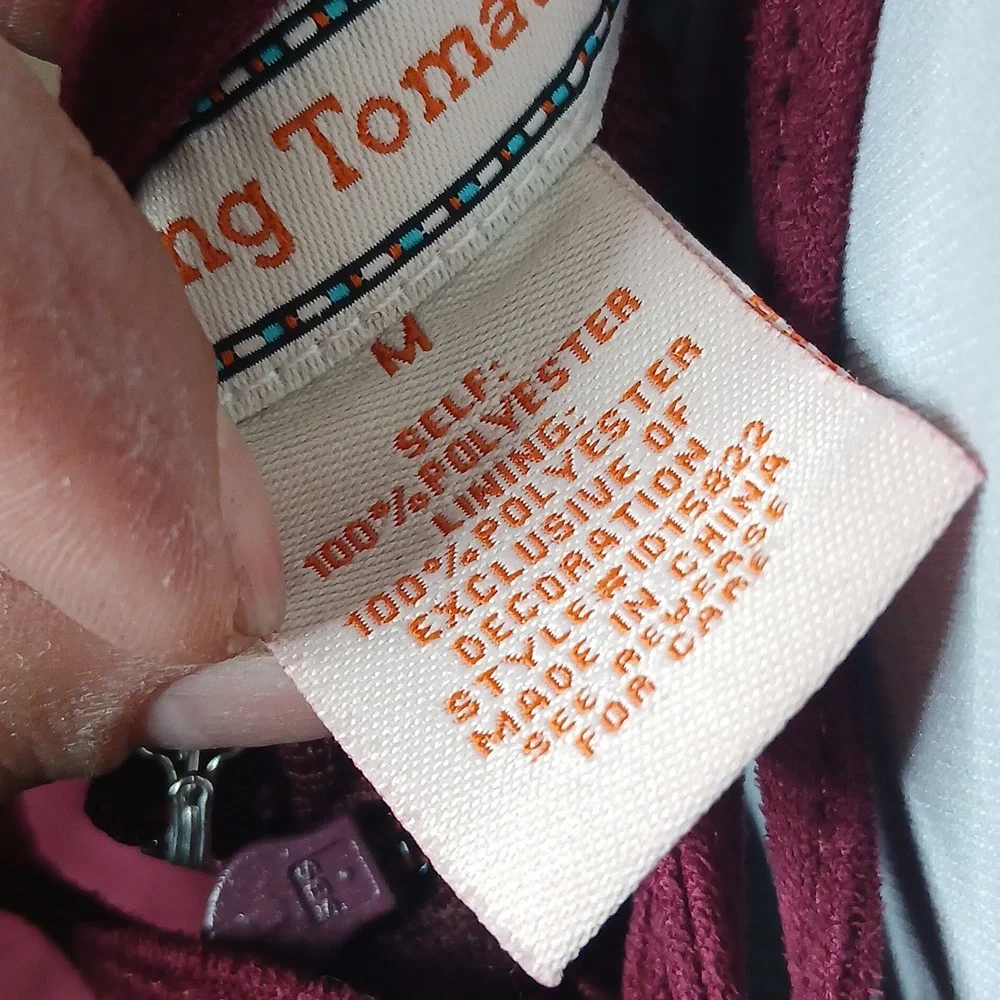 ng Toma
M
SELF:
100%POLYESTER
LINING:
100%POLYESTER
EXCLUSIVE OF
DECORATION
STYLE#ID15822
MADE IN CHINA
SEE REVERSE
FOR CARE